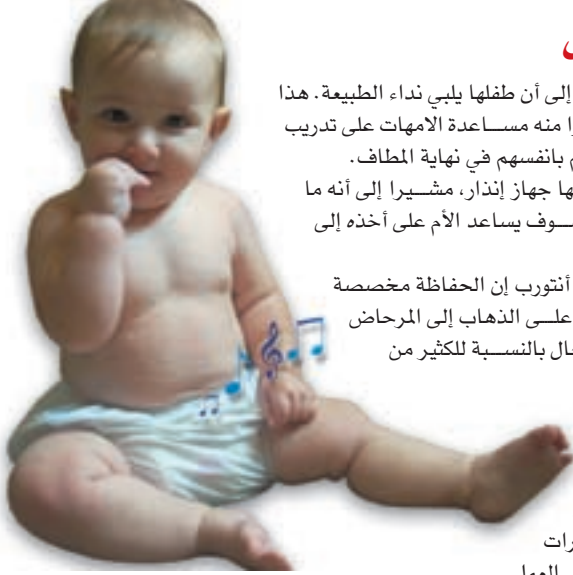 إلى أن طفلها يلبي نداء الطبيعة. هذا
منه مساعدة الامهات على تدريب
بانفسهم في نهاية المطاف.
ها جهاز إنذار، مشيرا إلى أنه ما
سوف يساعد الأم على أخذه إلى
أنتورب إن الحفاظة مخصصة
على الذهاب إلى المرحاض
بالنسبة للكثير من